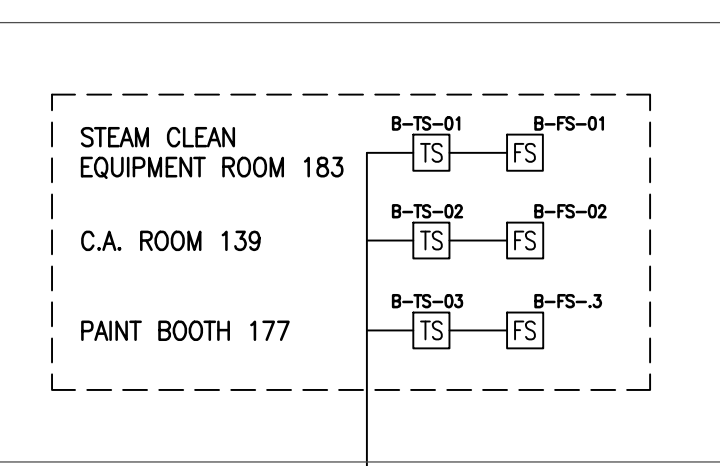 B-TS-01 B-FS-01
STEAM CLEAN
EQUIPMENT ROOM 183
TS FS
B-TS-02 B-FS-02
C.A. ROOM 139
TS FS
B-TS-03 B-FS-.3
PAINT BOOTH 177
TS FS